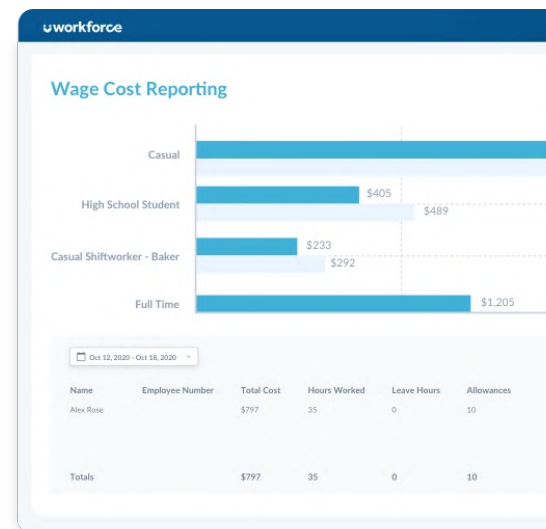 workforce
Wage Cost Reporting
Casual
High School Student
$405
$489
Casual Shiftworker - Baker
$233
$292
Full Time
$1,205
Oct 12, 2020 - Oct 18, 2020
Name Employee Number Total Cost Hours Worked Leave Hours Allowances
Alex Rose $797 35 0 10
Totals $797 35 0 10